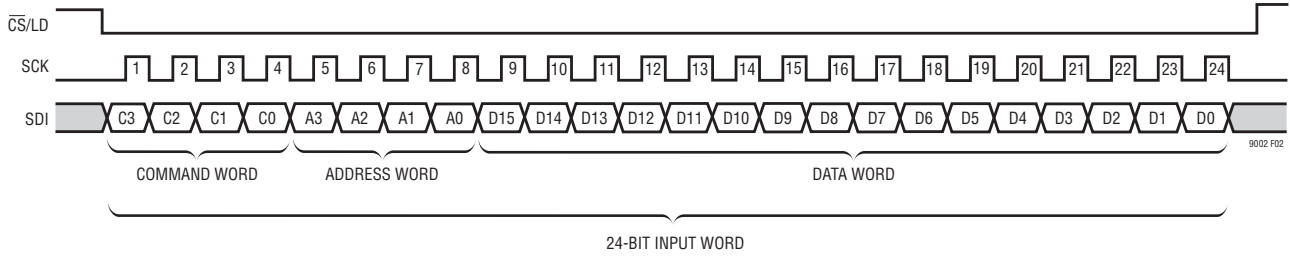 CS/LD
SCK 1 2 3 4 5 6 7 8 9 10 11 12 13 14 15 16 17 18 19 20 21 22 23 24
SDI C3 C2 C1 C0 A3 A2 A1 A0 D15 D14 D13 D12 D11 D10 D9 D8 D7 D6 D5 D4 D3 D2 D1 D0
9002 F02
COMMAND WORD ADDRESS WORD DATA WORD
24-BIT INPUT WORD